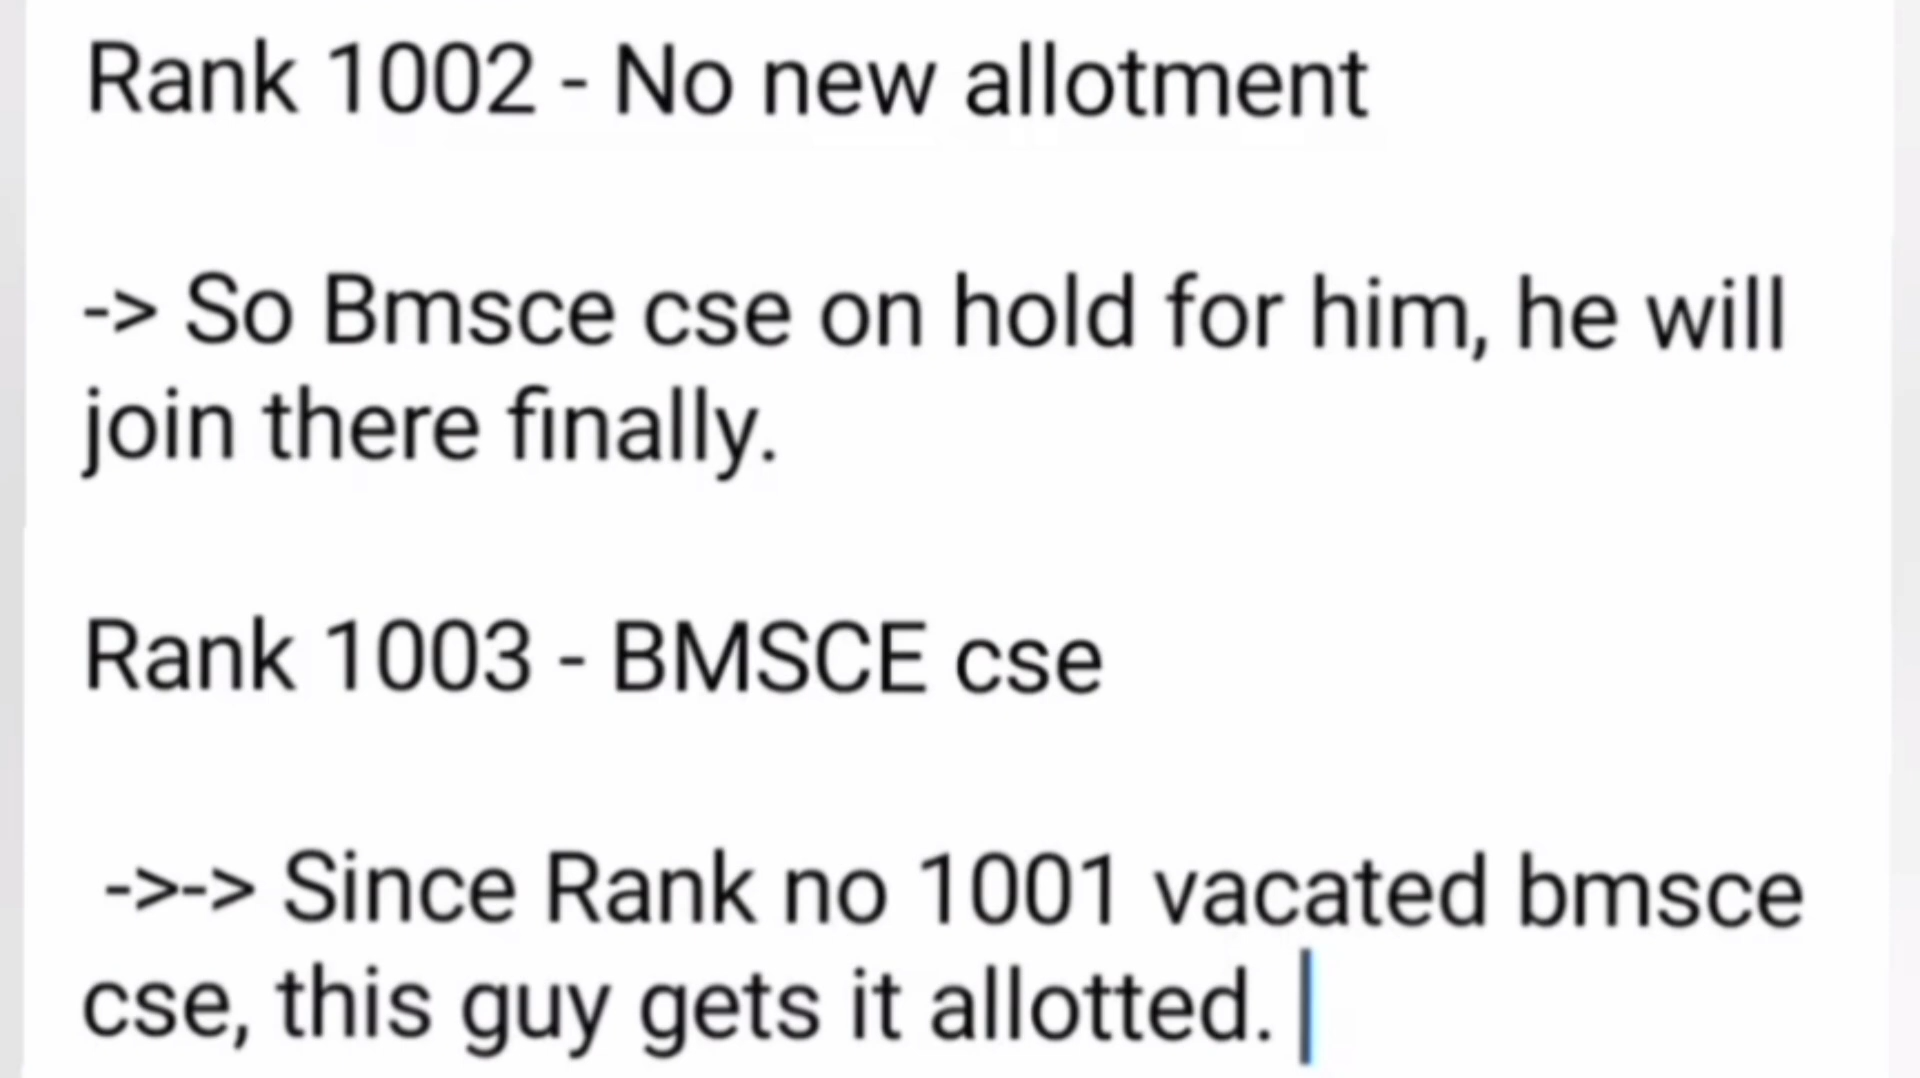 Rank 1002 - No new allotment
-> So Bmsce cse on hold for him, he will
join there finally.
Rank 1003 - BMSCE cse
->-> Since Rank no 1001 vacated bmsce
cse, this guy gets it allotted.